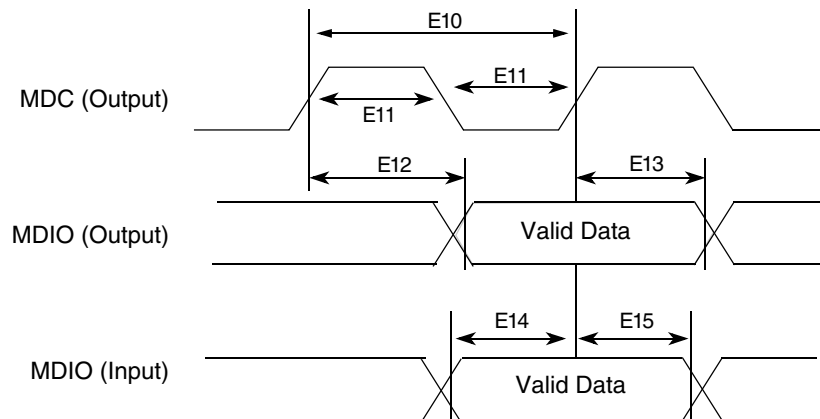 E10
MDC (Output)
E11
E11
E12
E13
MDIO (Output)
Valid Data
E14
E15
MDIO (Input)
Valid Data